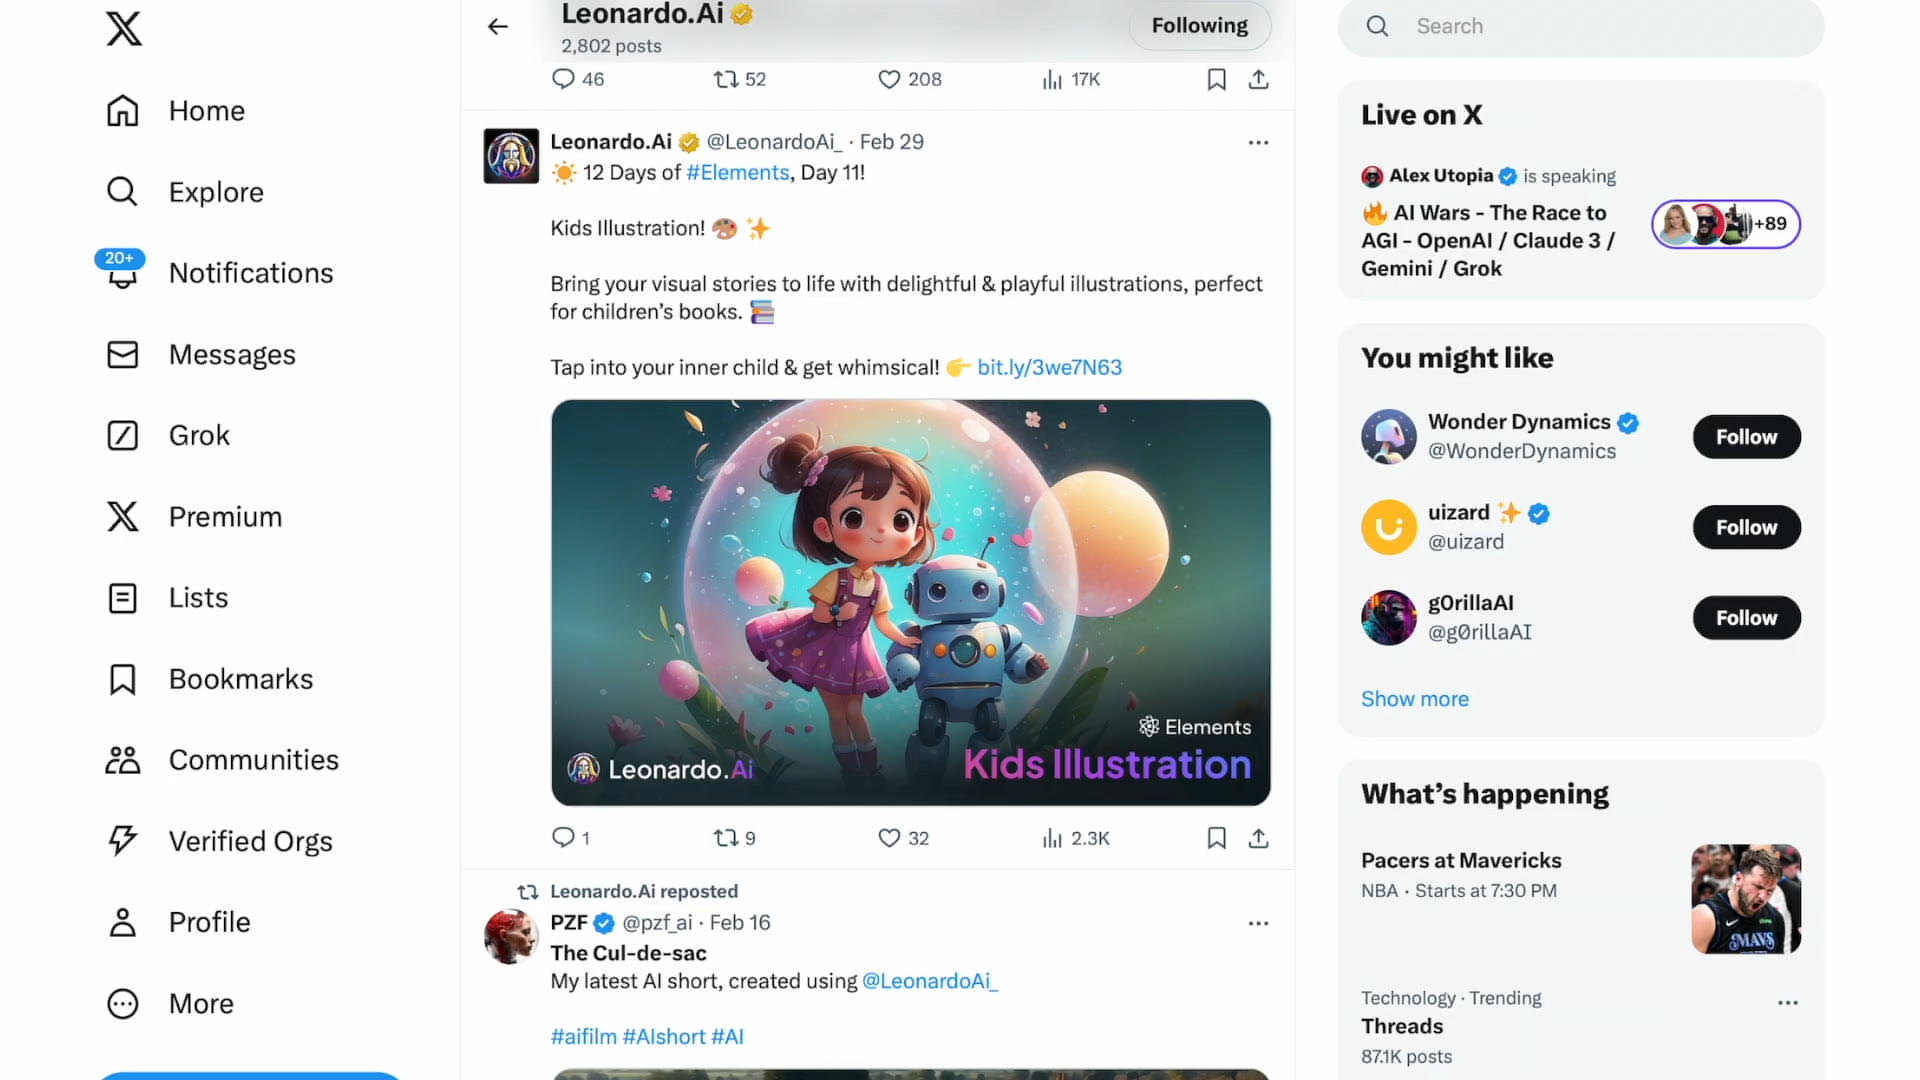 Home
Explore
20+
Notifications
Messages
Grok
Premium
Lists
Bookmarks
Communities
Verified Orgs
Profile
More
Leonardo.Ai
2,802 posts
Following
46 52 208 17K
Leonardo.Ai @LeonardoAi_ · Feb 29
12 Days of #Elements, Day 11!
Kids Illustration!
Bring your visual stories to life with delightful & playful illustrations, perfect
for children’s books.
Tap into your inner child & get whimsical! bit.ly/3we7N63
Elements
Leonardo.Ai Kids Illustration
1 9 32 2.3K
Leonardo.Ai reposted
PZF @pzf_ai · Feb 16
The Cul-de-sac
My latest AI short, created using @LeonardoAi_
#aifilm #AIshort #AI
Search
Live on X
Alex Utopia is speaking
AI Wars - The Race to
AGI - OpenAI / Claude 3 /
Gemini / Grok
+89
You might like
Wonder Dynamics
@WonderDynamics
Follow
uizard
@uizard
Follow
g0rillaAI
@g0rillaAI
Follow
Show more
What’s happening
Pacers at Mavericks
NBA · Starts at 7:30 PM
MAVS
Technology · Trending
Threads
87.1K posts